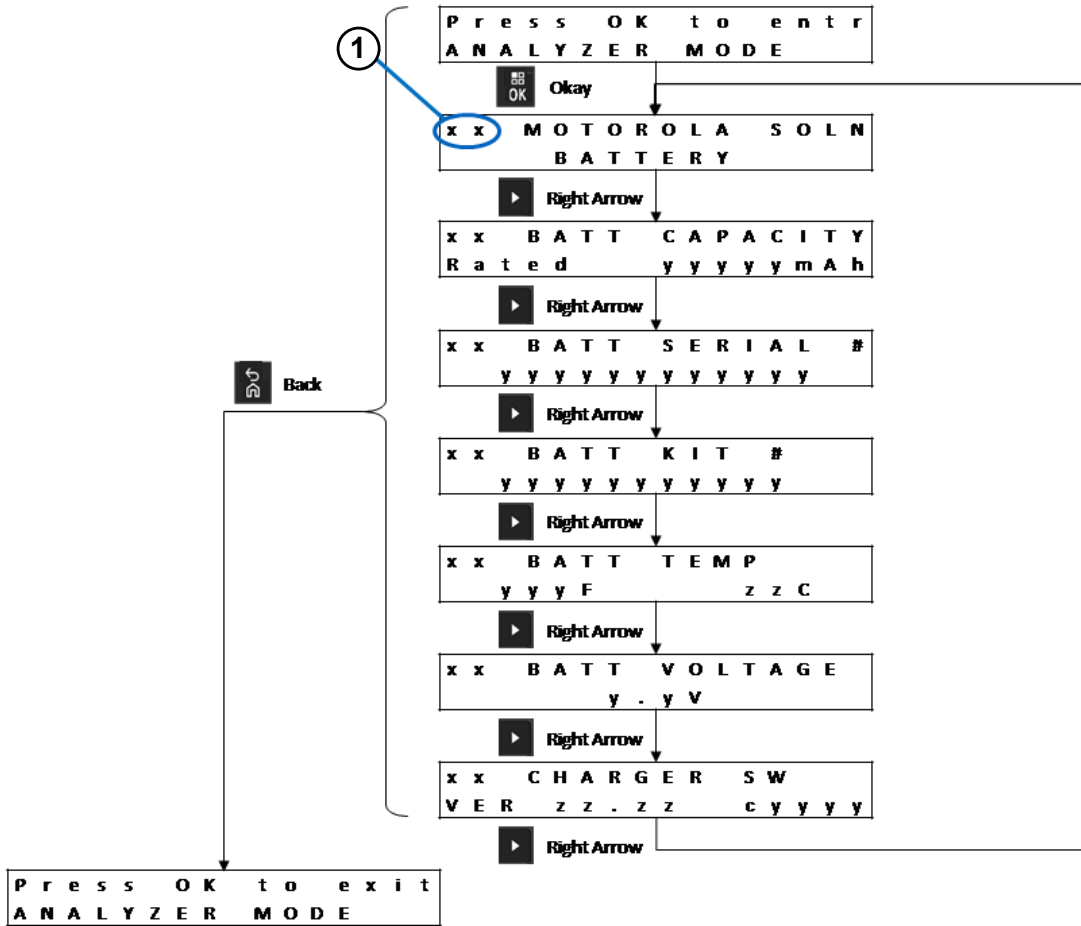 Press OK to entr
ANALYZER MODE
1
OK Okay
xx MOTOROLA SOLN
BATTERY
Right Arrow
xx BATT CAPACITY
Rated yyyyymAh
Right Arrow
xx BATT SERIAL #
yyyyyyyyyyyy
Right Arrow
Back
xx BATT KIT #
yyyyyyyyyyy
Right Arrow
xx BATT TEMP
yyyF zzC
Right Arrow
xx BATT VOLTAGE
y.yV
Right Arrow
xx CHARGER SW
VER zz.zz cyyyy
Right Arrow
Press OK to exit
ANALYZER MODE